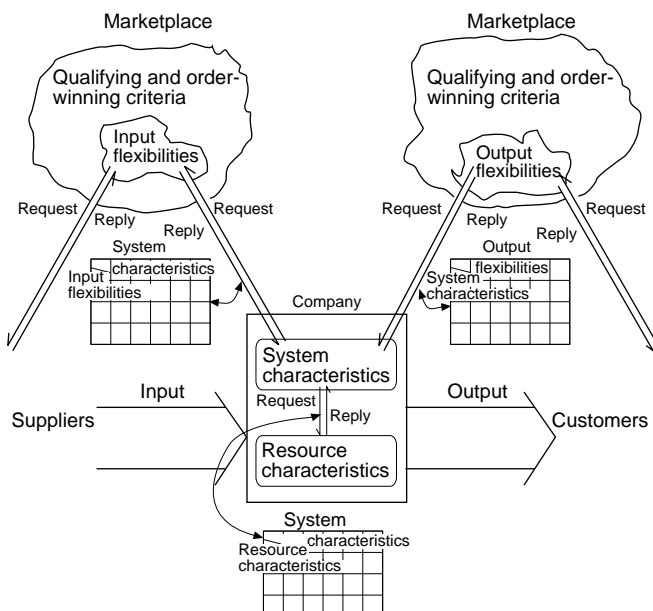 Marketplace
Marketplace
Qualifying and order-
winning criteria
Qualifying and order-
winning criteria
Input
flexibilities
Output
flexibilities
Request
Reply
Reply
Request
Request
Reply
Reply
Request
System
characteristics
Input
flexibilities
Output
flexibilities
System
characteristics
Company
System
characteristics
Request
Reply
Resource
characteristics
Input
Suppliers
Output
Customers
System
characteristics
Resource
characteristics